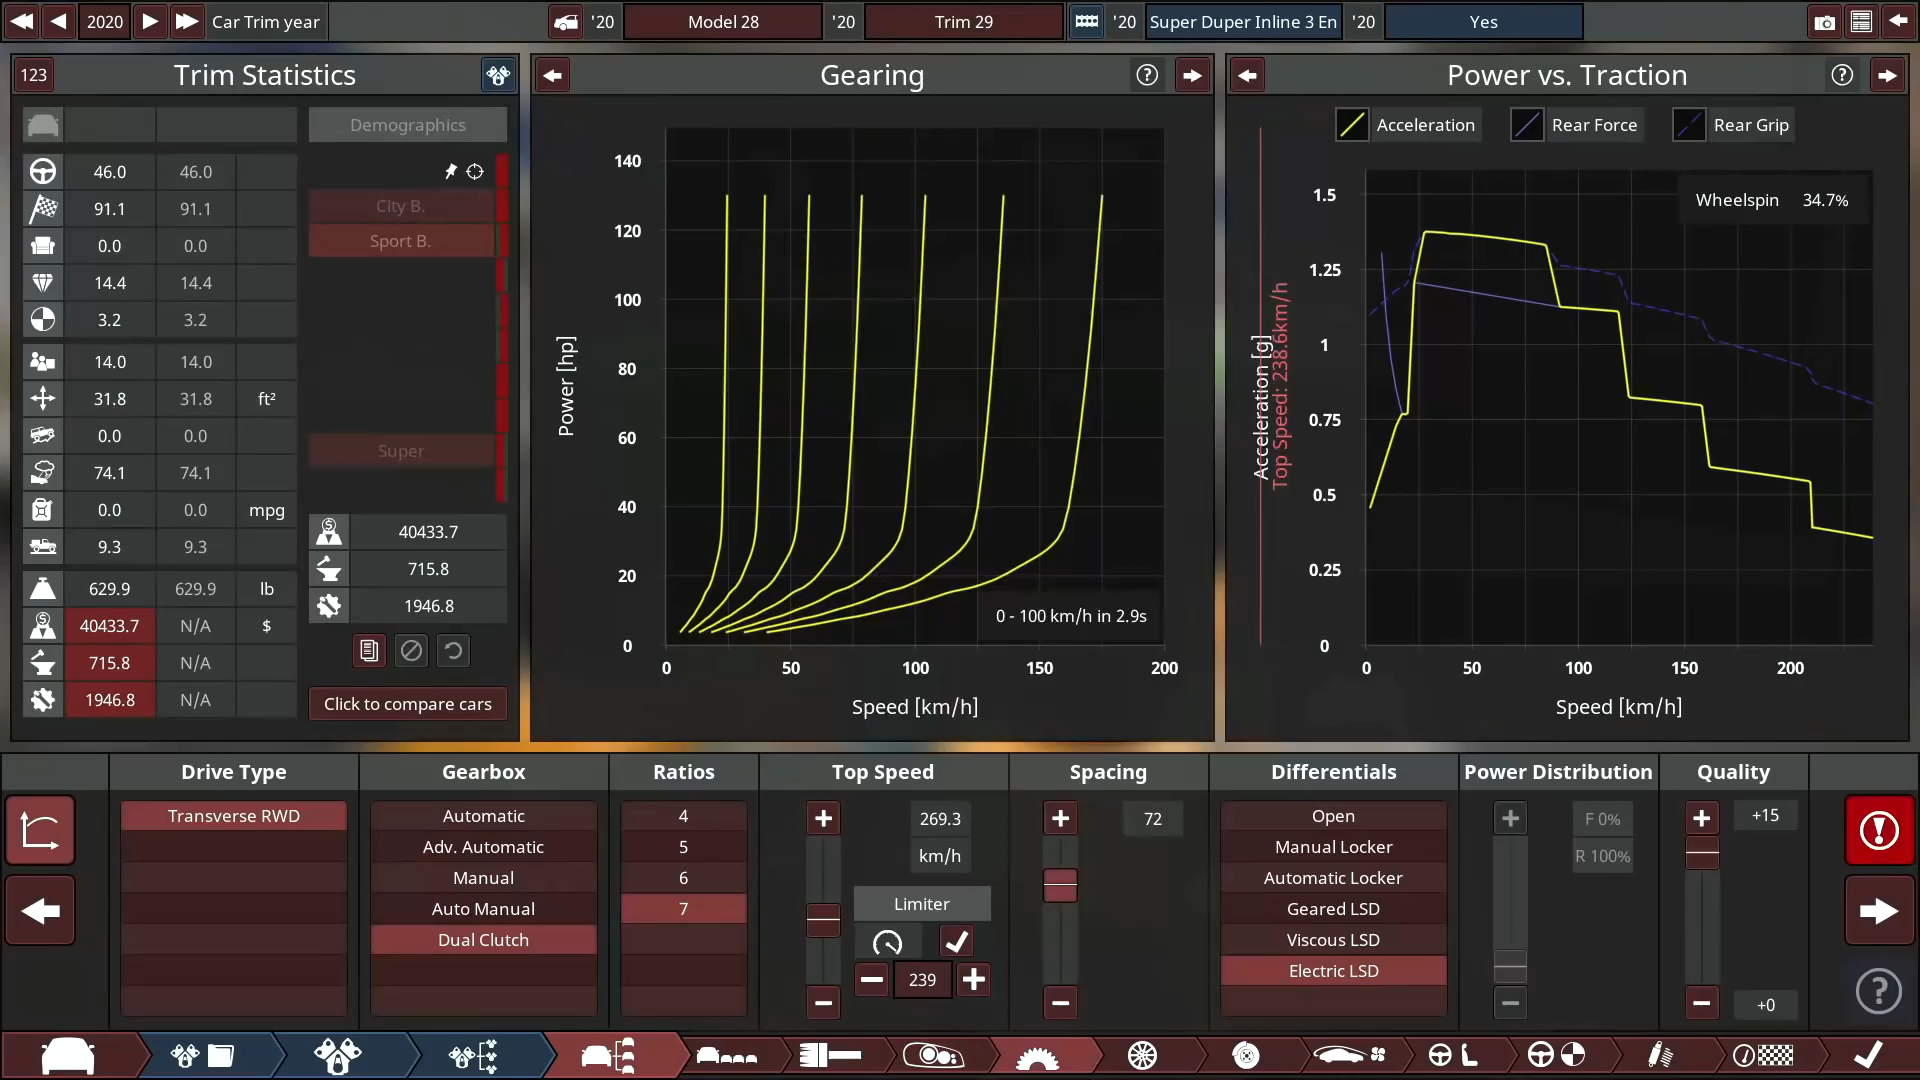 2020
Car Trim year
'20
Model 28
'20
Trim 29
'20
Super Duper Inline 3 En
'20
Yes
123
Trim Statistics
Demographics
46.0 46.0
91.1 91.1
0.0 0.0
14.4 14.4
3.2 3.2
14.0 14.0
31.8 31.8 ft²
0.0 0.0
74.1 74.1
0.0 0.0 mpg
9.3 9.3
629.9 629.9 lb
40433.7 N/A $
715.8 N/A
1946.8 N/A
City B.
Sport B.
Super
40433.7
715.8
1946.8
Click to compare cars
Gearing
?
Power [hp]
140
120
100
80
60
40
20
0
0 50 100 150 200
Speed [km/h]
0 - 100 km/h in 2.9s
Power vs. Traction
?
Acceleration
Rear Force
Rear Grip
Wheelspin 34.7%
Acceleration [g]
Top Speed: 238.6km/h
1.5
1.25
1
0.75
0.5
0.25
0
0 50 100 150 200
Speed [km/h]
Drive Type
Transverse RWD
Gearbox
Automatic
Adv. Automatic
Manual
Auto Manual
Dual Clutch
Ratios
4
5
6
7
Top Speed
269.3
km/h
Limiter
239
Spacing
72
Differentials
Open
Manual Locker
Automatic Locker
Geared LSD
Viscous LSD
Electric LSD
Power Distribution
F 0%
R 100%
Quality
+15
+0
?